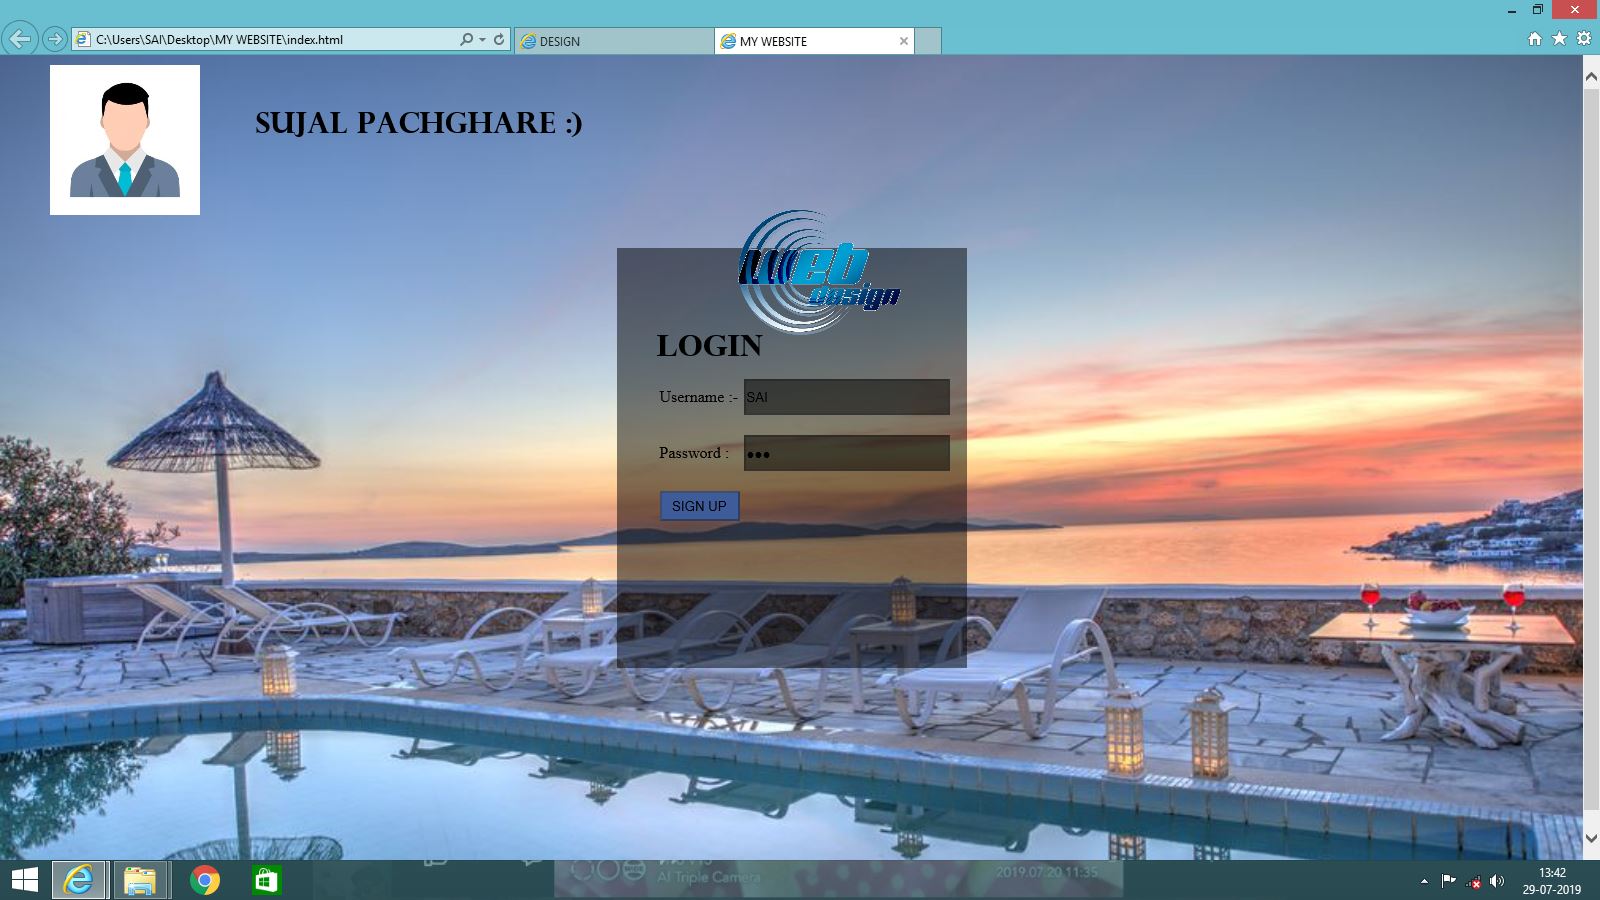 C:\Users\SAI\Desktop\MY WEBSITE\index.html
DESIGN
MY WEBSITE
SUJAL PACHGHARE :)
web
design
LOGIN
Username :- SAI
Password : ●●●
SIGN UP
AI Triple Camera
2019.07.20 11:35
13:42
29-07-2019